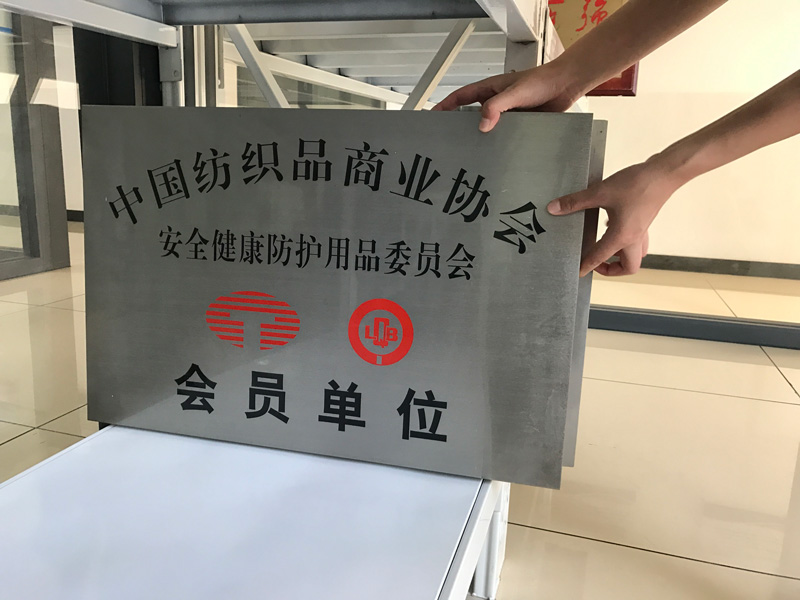 中国纺织品商业协会
安全健康防护用品委员会
LQB
会员单位